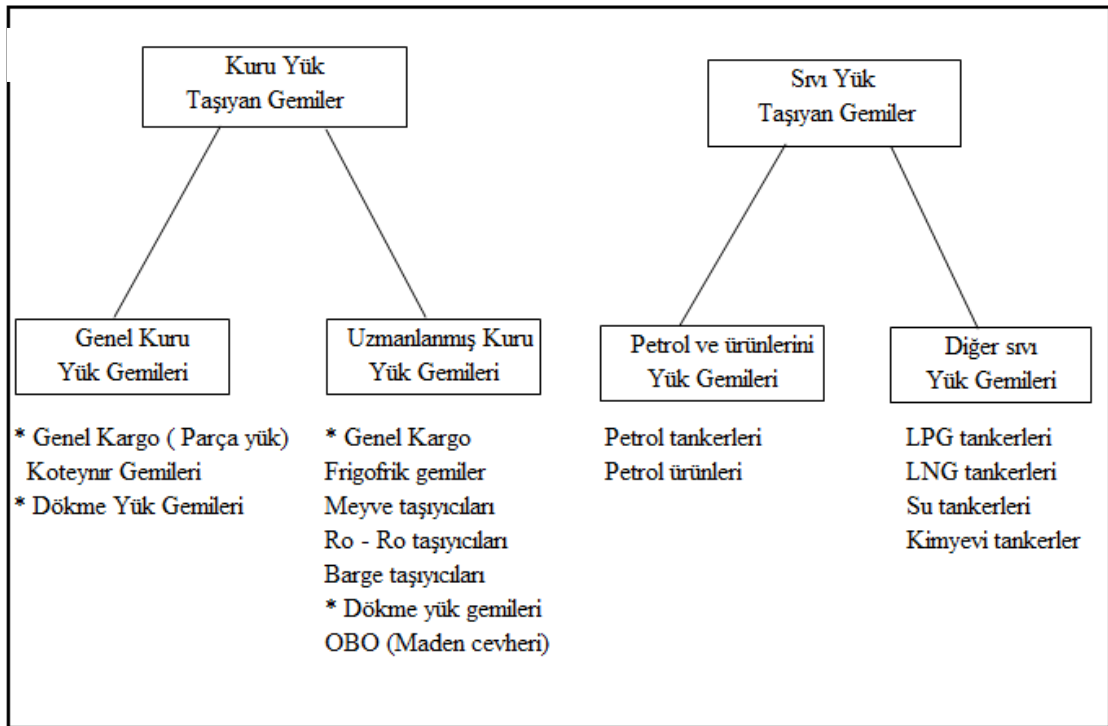 Kuru Yük
Taşıyan Gemiler
Sıvı Yük
Taşıyan Gemiler
Genel Kuru
Yük Gemileri
Uzmanlanmış Kuru
Yük Gemileri
Petrol ve ürünlerini
Yük Gemileri
Diğer sıvı
Yük Gemileri
* Genel Kargo ( Parça yük)
Koteynır Gemileri
* Dökme Yük Gemileri
* Genel Kargo
Frigofrik gemiler
Meyve taşıyıcıları
Ro - Ro taşıyıcıları
Barge taşıyıcıları
* Dökme yük gemileri
OBO (Maden cevheri)
Petrol tankerleri
Petrol ürünleri
LPG tankerleri
LNG tankerleri
Su tankerleri
Kimyevi tankerler